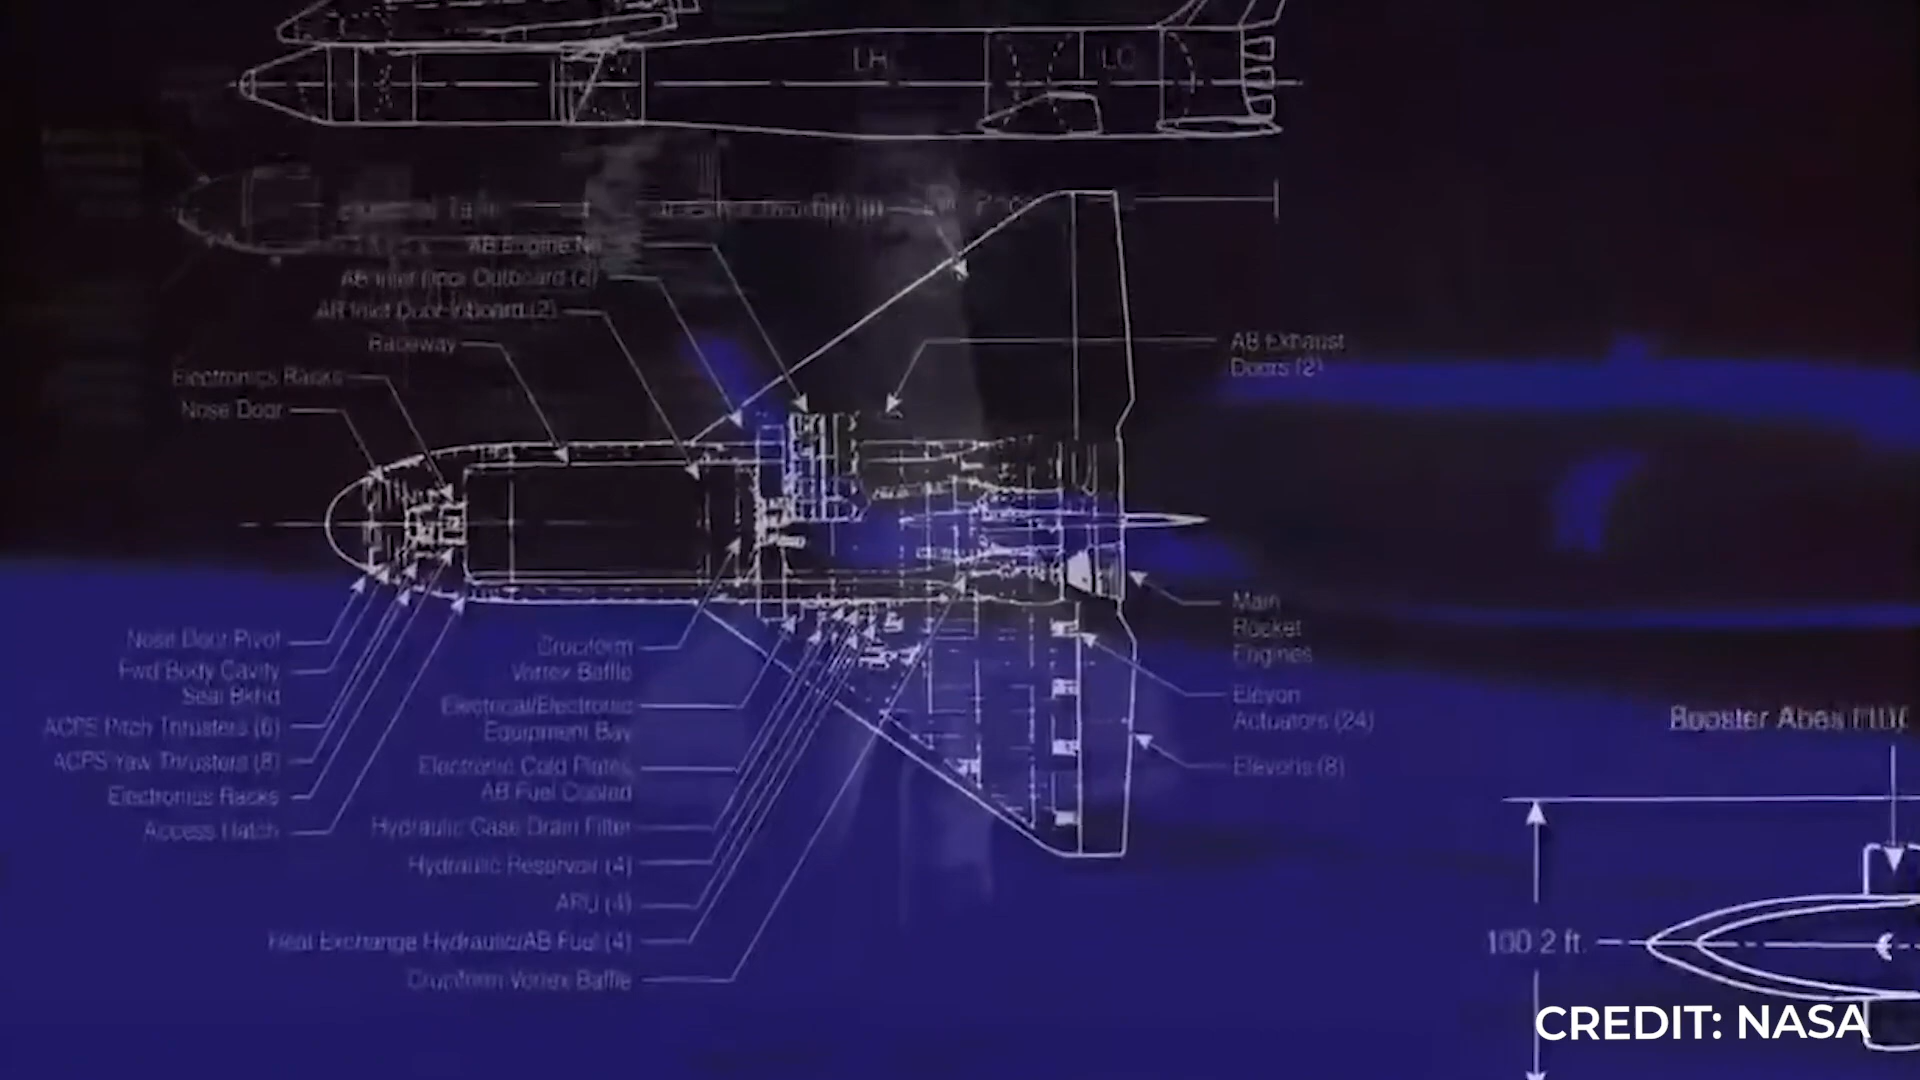 LH
LO
AB Engine No.
AB Inlet Door Outboard (2)
AB Inlet Door-Inboard (2)
Raceway
Electronics Racks
Nose Door
AB Exhaust
Doors (2)
Nose Door Pivot
Fwd Body Cavity
Seal Bkhd
ACPS Pitch Thrusters (6)
ACPS Yaw Thrusters (8)
Electronics Racks
Access Hatch
Cruciform
Vortex Baffle
Electrical/Electronic
Equipment Bay
Electronic Cold Plates
AB Fuel Cooled
Hydraulic Case Drain Filter
Hydraulic Reservoir (4)
(4)
Heat Exchange Hydraulic/AB Fuel (4)
Cruciform Vortex Baffle
Main
Rocket
Engines
Elevon
Actuators (24)
Elevons (8)
Booster
100.2 ft.
CREDIT: NASA